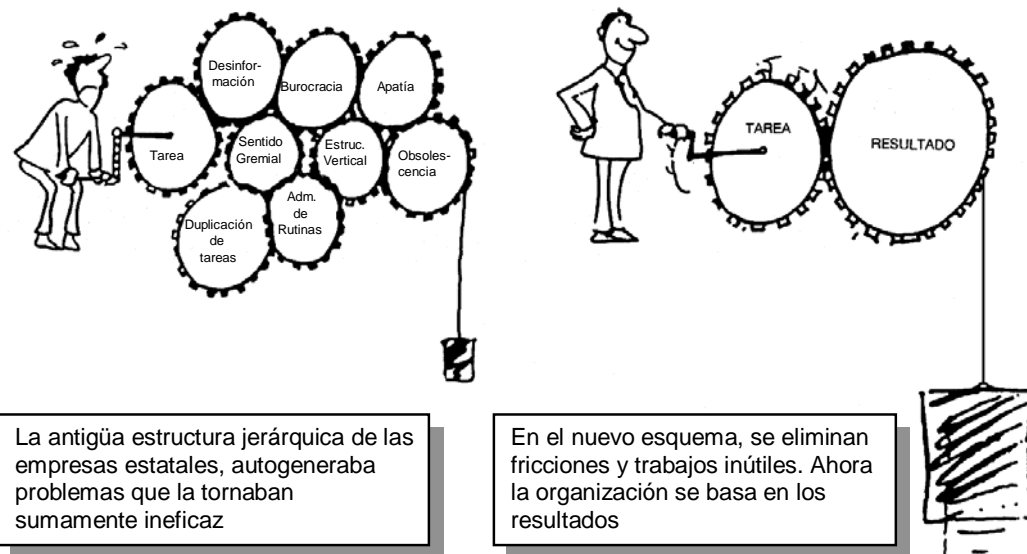 Desinfor-
mación
Burocracia
Apatía
Tarea
Sentido
Gremial
Estruc.
Vertical
Obsoles-
cencia
Duplicación
de
tareas
Adm.
de
Rutinas
TAREA
RESULTADO
La antigüa estructura jerárquica de las
empresas estatales, autogeneraba
problemas que la tornaban
sumamente ineficaz
En el nuevo esquema, se eliminan
fricciones y trabajos inútiles. Ahora
la organización se basa en los
resultados